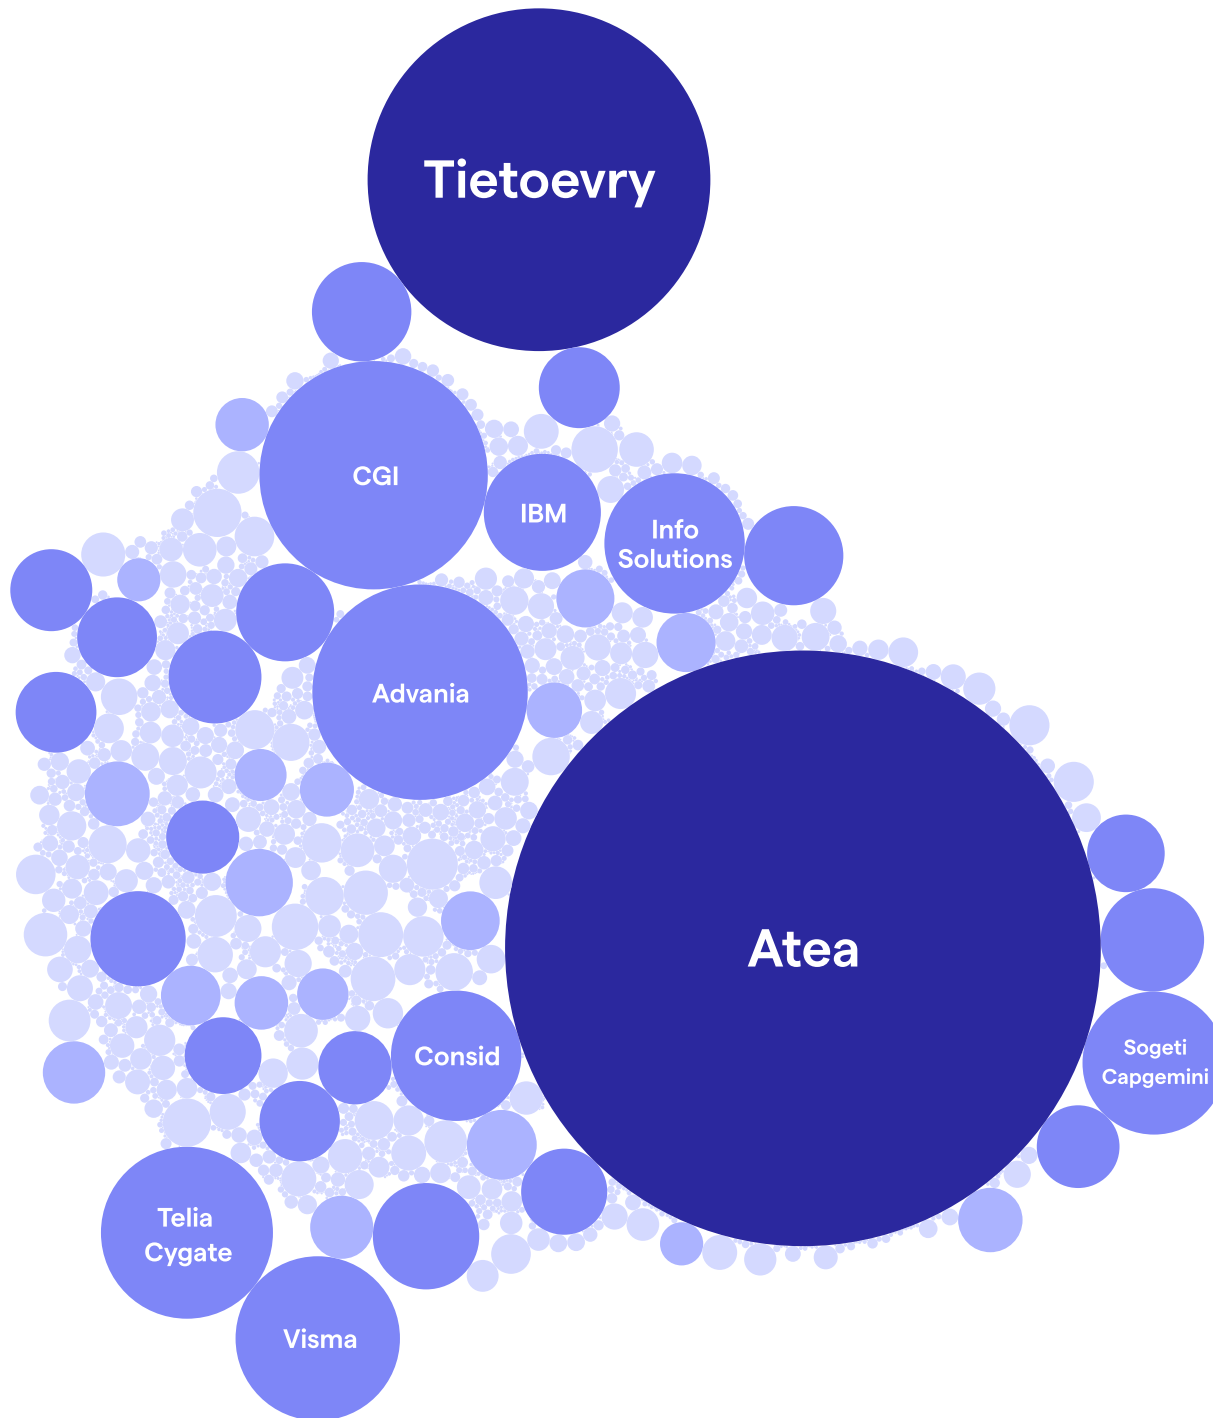 Tietoevry
CGI
IBM
Info
Solutions
Advania
Atea
Consid
Sogeti
Capgemini
Telia
Cygate
Visma